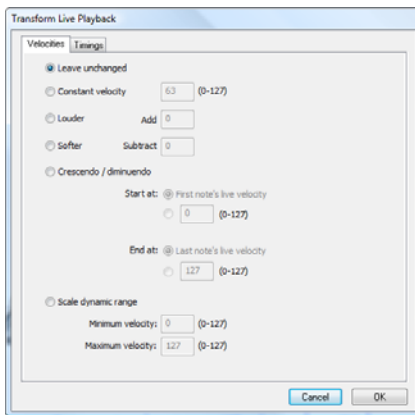 Transform Live Playback
Velocities Timings
Leave unchanged
Constant velocity 63 (0-127)
Louder Add 0
Softer Subtract 0
Crescendo / diminuendo
Start at: First note's live velocity
0 (0-127)
End at: Last note's live velocity
127 (0-127)
Scale dynamic range
Minimum velocity: 0 (0-127)
Maximum velocity: 127 (0-127)
Cancel OK